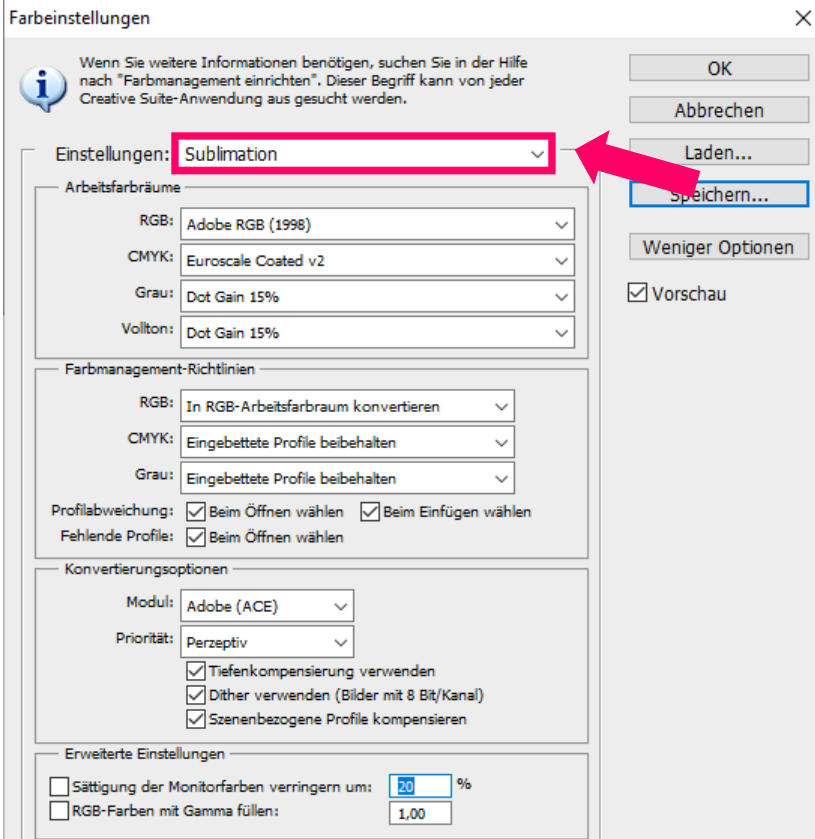 Farbeinstellungen
Wenn Sie weitere Informationen benötigen, suchen Sie in der Hilfe
nach "Farbmanagement einrichten". Dieser Begriff kann von jeder
Creative Suite-Anwendung aus gesucht werden.
OK
Abbrechen
Laden...
Speichern...
Weniger Optionen
Vorschau
Einstellungen: Sublimation
Arbeitsfarbräume
RGB: Adobe RGB (1998)
CMYK: Euroscale Coated v2
Grau: Dot Gain 15%
Vollton: Dot Gain 15%
Farbmanagement-Richtlinien
RGB: In RGB-Arbeitsfarbraum konvertieren
CMYK: Eingebettete Profile beibehalten
Grau: Eingebettete Profile beibehalten
Profilabweichung: Beim Öffnen wählen Beim Einfügen wählen
Fehlende Profile: Beim Öffnen wählen
Konvertierungsoptionen
Modul: Adobe (ACE)
Priorität: Perzeptiv
Tiefenkompensierung verwenden
Dither verwenden (Bilder mit 8 Bit/Kanal)
Szenenbezogene Profile kompensieren
Erweiterte Einstellungen
Sättigung der Monitorfarben verringern um: 20 %
RGB-Farben mit Gamma füllen: 1,00